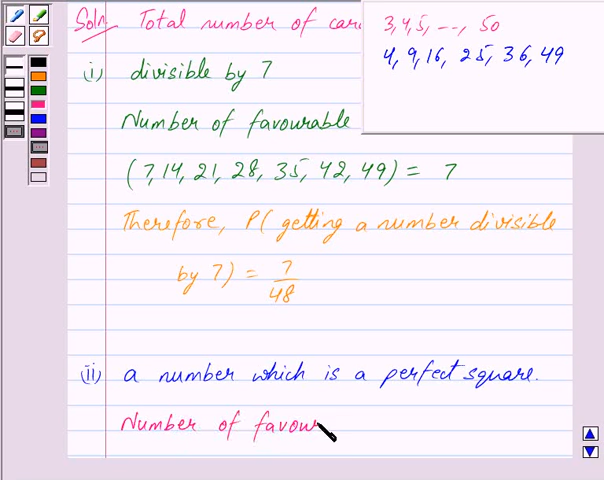 Soln Total number of car
3,4,5, --, 50
4, 9, 16, 25, 36, 49
(i) divisible by 7
Number of favourable
(7,14, 21, 28, 35, 42, 49) = 7
Therefore, P( getting a number divisible
by 7) = 7/48
(ii) a number which is a perfect square.
Number of favour